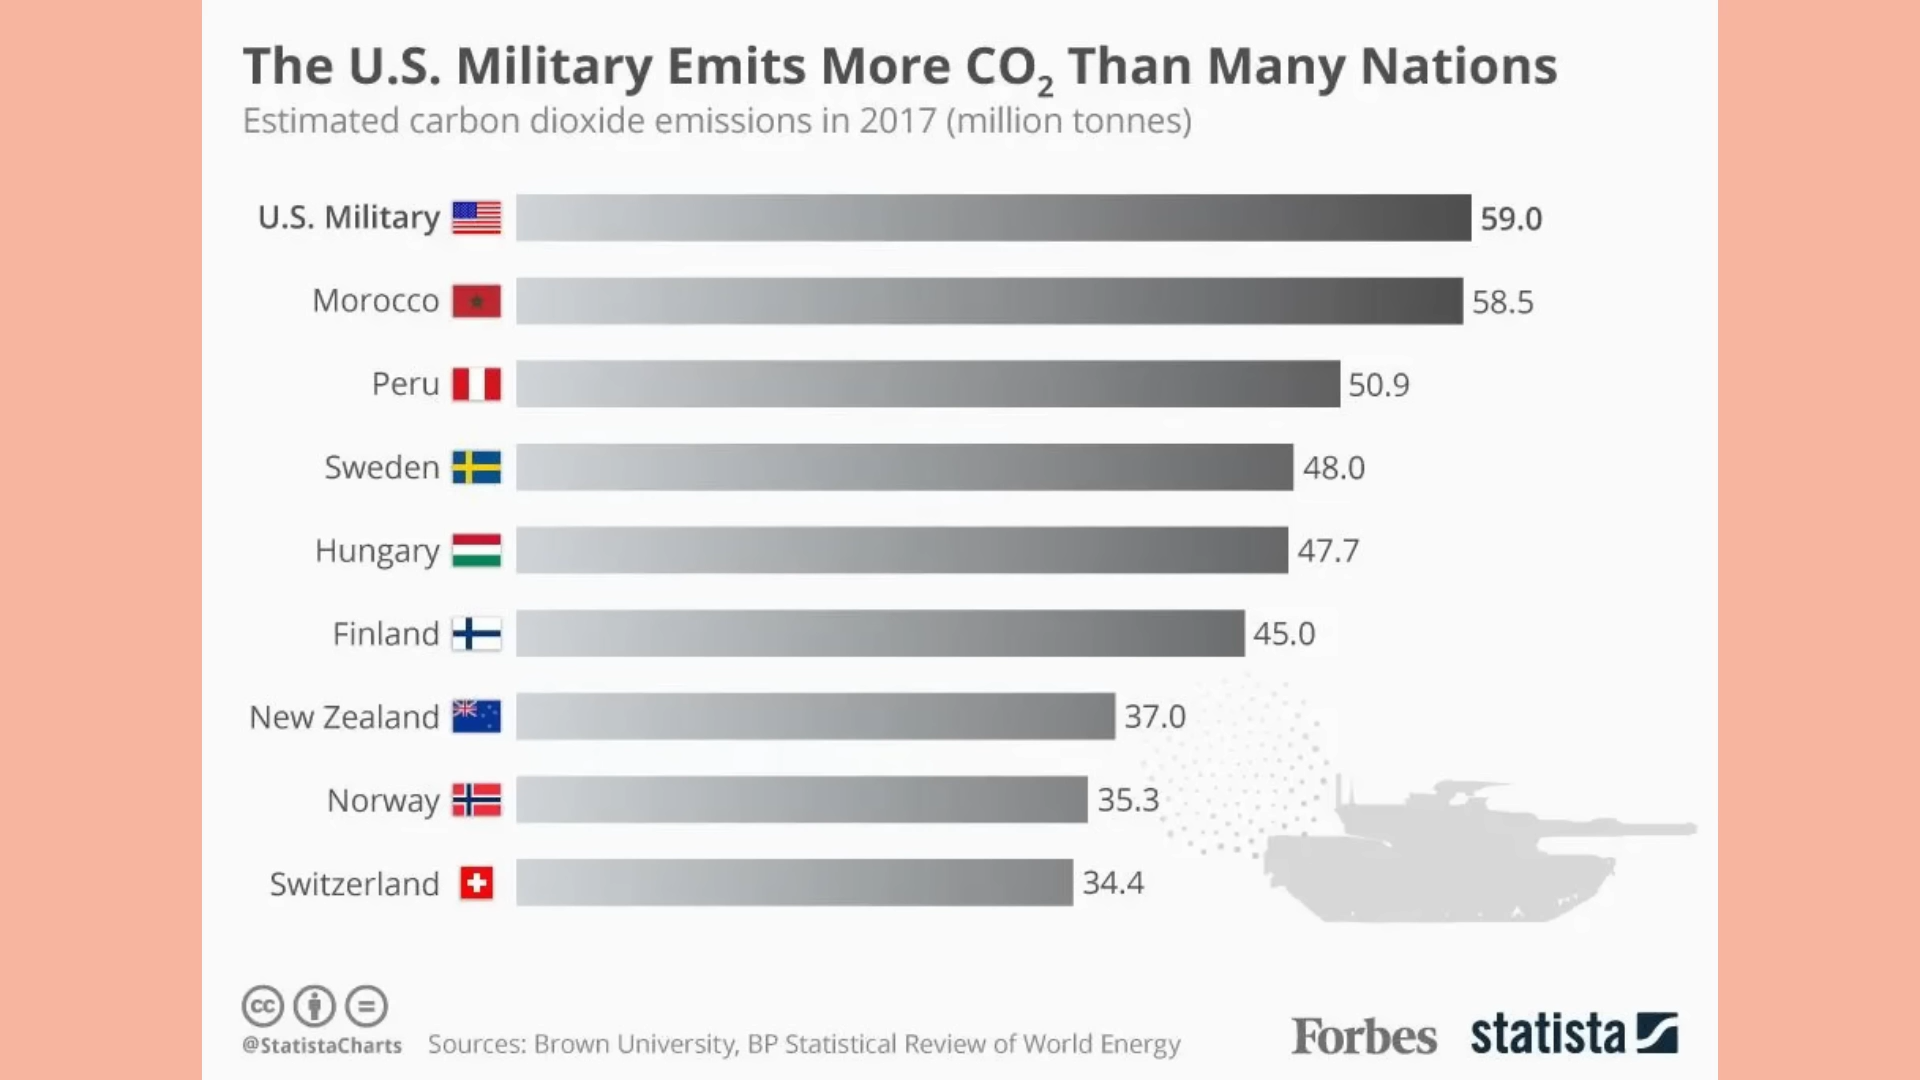 The U.S. Military Emits More CO₂ Than Many Nations
Estimated carbon dioxide emissions in 2017 (million tonnes)
U.S. Military 59.0
Morocco 58.5
Peru 50.9
Sweden 48.0
Hungary 47.7
Finland 45.0
New Zealand 37.0
Norway 35.3
Switzerland 34.4
cc
@StatistaCharts Sources: Brown University, BP Statistical Review of World Energy
Forbes statista